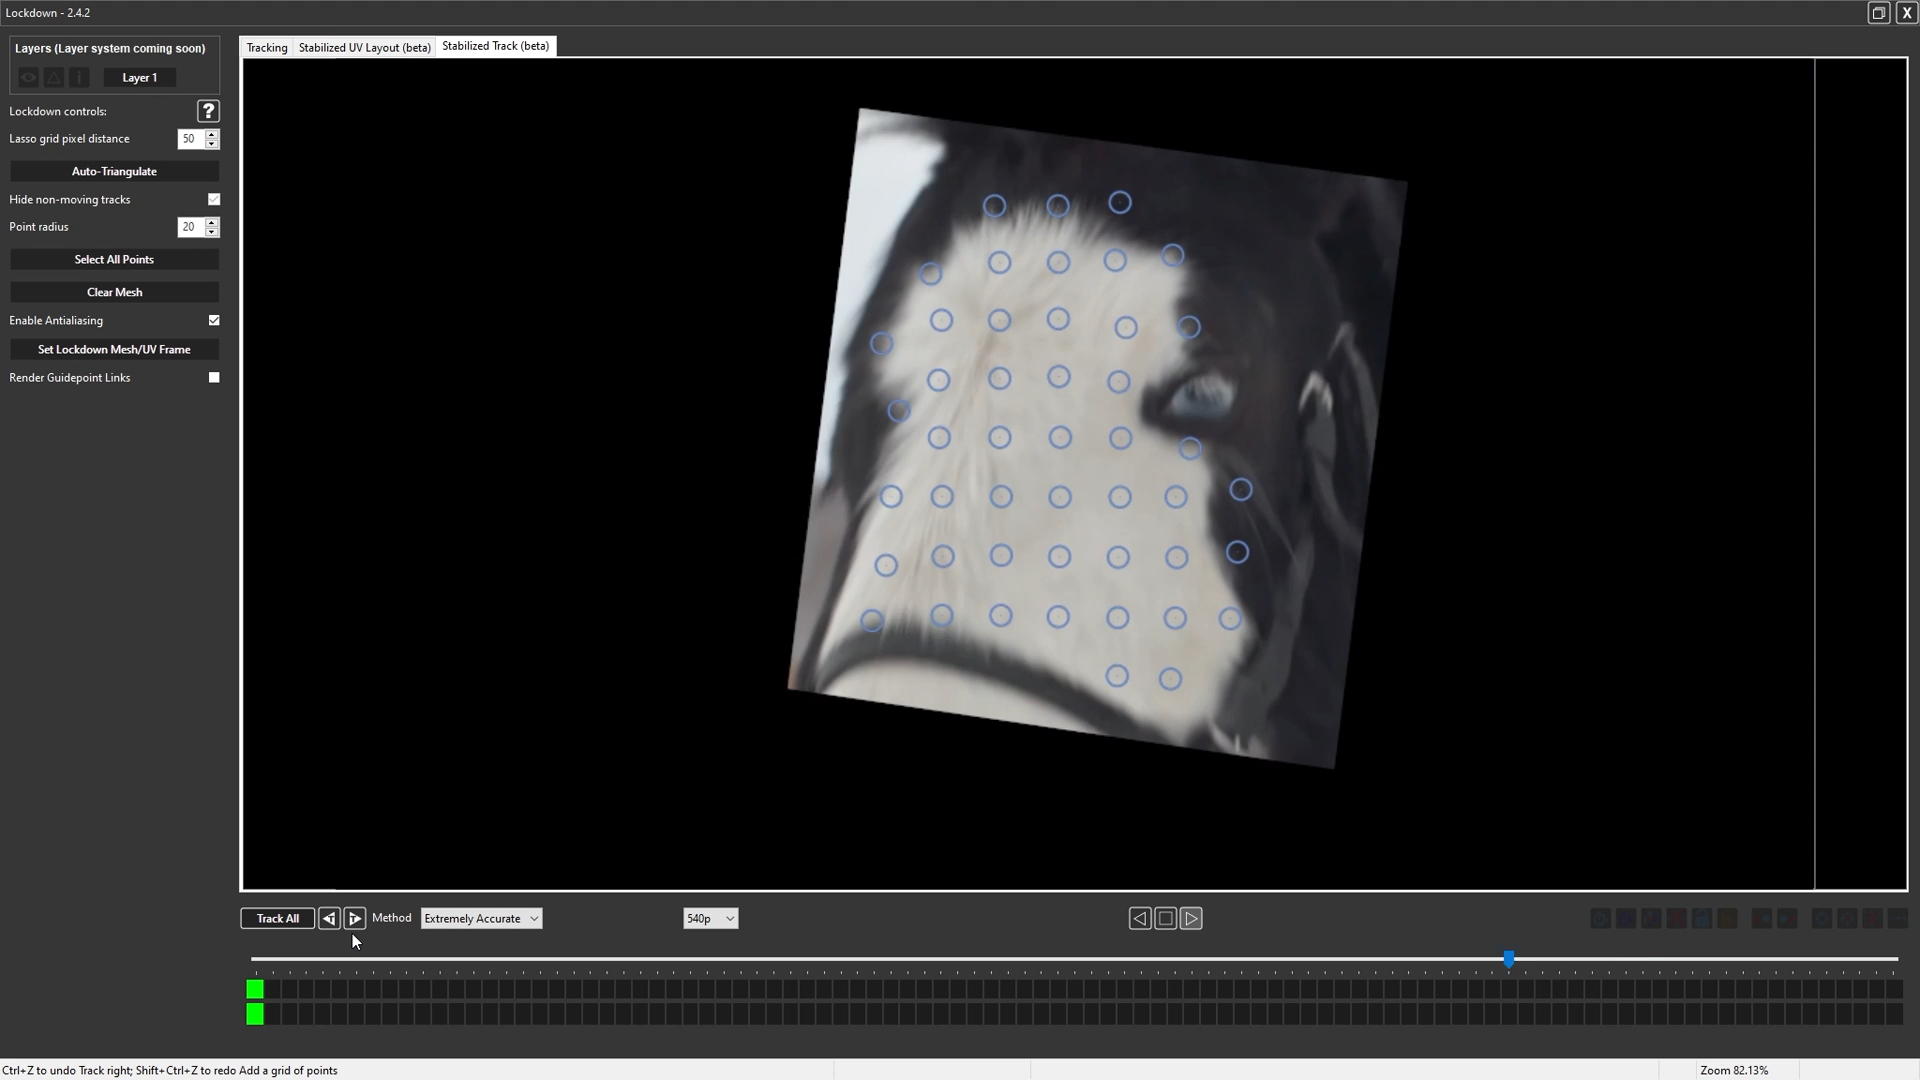 Lockdown - 2.4.2
X
Layers (Layer system coming soon)
Layer 1
Lockdown controls:
?
Lasso grid pixel distance
50
Auto-Triangulate
Hide non-moving tracks
Point radius
20
Select All Points
Clear Mesh
Enable Antialiasing
Set Lockdown Mesh/UV Frame
Render Guidepoint Links
Tracking
Stabilized UV Layout (beta)
Stabilized Track (beta)
Track All
Method
Extremely Accurate
540p
Ctrl+Z to undo Track right; Shift+Ctrl+Z to redo Add a grid of points
Zoom 82.13%